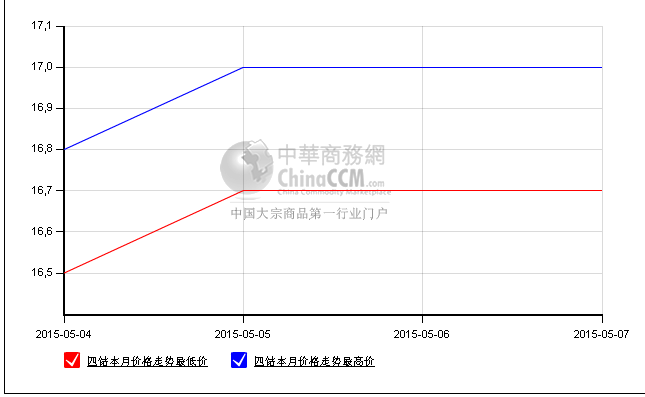 17,1
17,0
16,9
16,8
16,7
16,6
16,5
中華商務網
ChinaCCM.com
China Commodity Marketplace
中国大宗商品第一行业门户
2015-05-04 2015-05-05 2015-05-06 2015-05-07
四钴本月价格走势最低价 四钴本月价格走势最高价